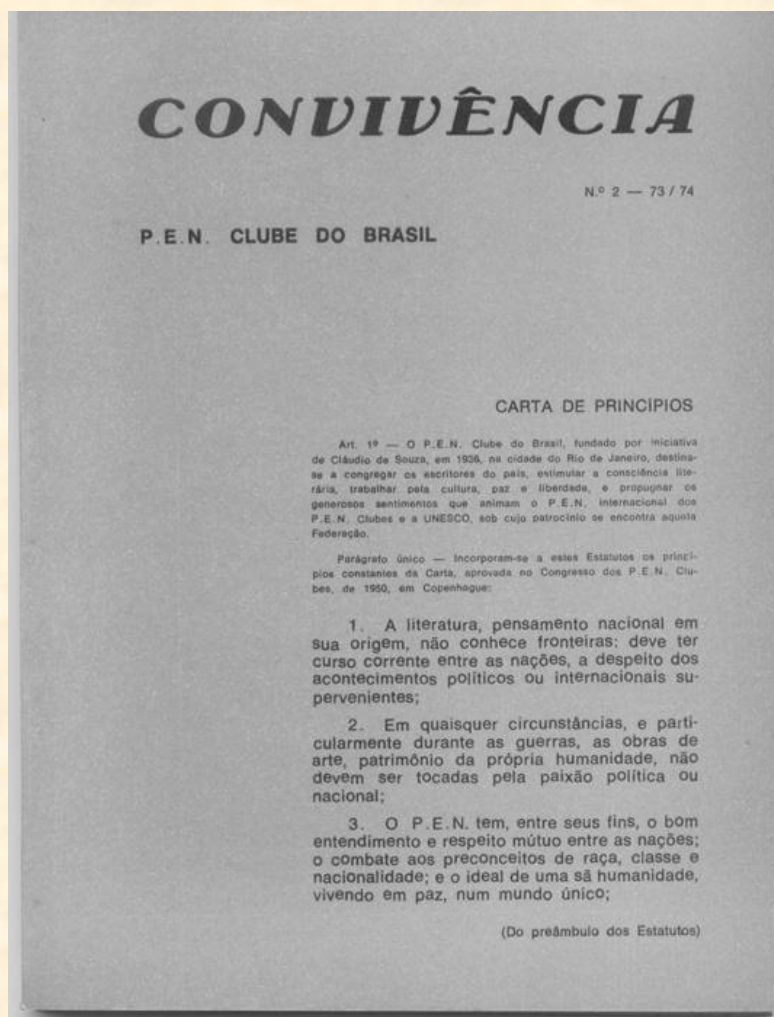 CONVIVÊNCIA
N.º 2 — 73/74
P.E.N. CLUBE DO BRASIL
CARTA DE PRINCÍPIOS
Art. 1º — O P.E.N. Clube do Brasil, fundado por iniciativa
de Cláudio de Souza, em 1936, na cidade do Rio de Janeiro, destina-
se a congregar os escritores do país, estimular a consciência lite-
rária, trabalhar pela cultura, paz e liberdade, e propugnar os
generosos sentimentos que animam o P.E.N. Internacional dos
P.E.N. Clubes e a UNESCO, sob cujo patrocínio se encontra aquela
Federação.
Parágrafo único — Incorporam-se a estes Estatutos os princí-
pios constantes da Carta, aprovada no Congresso dos P.E.N. Clu-
bes, de 1950, em Copenhague:
1. A literatura, pensamento nacional em
sua origem, não conhece fronteiras; deve ter
curso corrente entre as nações, a despeito dos
acontecimentos políticos ou internacionais su-
pervenientes;
2. Em quaisquer circunstâncias, e parti-
cularmente durante as guerras, as obras de
arte, patrimônio da própria humanidade, não
devem ser tocadas pela paixão política ou
nacional;
3. O P.E.N. tem, entre seus fins, o bom
entendimento e respeito mútuo entre as nações;
o combate aos preconceitos de raça, classe e
nacionalidade; e o ideal de uma sã humanidade,
vivendo em paz, num mundo único;
(Do preâmbulo dos Estatutos)